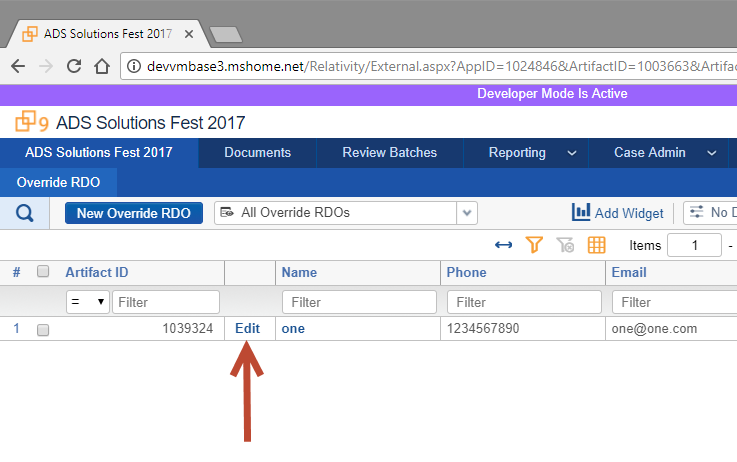 ADS Solutions Fest 2017
devvmbase3.mshome.net/Relativity/External.aspx?AppID=1024846&ArtifactID=1003663&Artifa
Developer Mode Is Active
9 ADS Solutions Fest 2017
ADS Solutions Fest 2017 Documents Review Batches Reporting Case Admin
Override RDO
New Override RDO All Override RDOs Add Widget No D
Items 1 -
# Artifact ID Name Phone Email
= Filter Filter Filter Filter
1 1039324 Edit one 1234567890 one@one.com